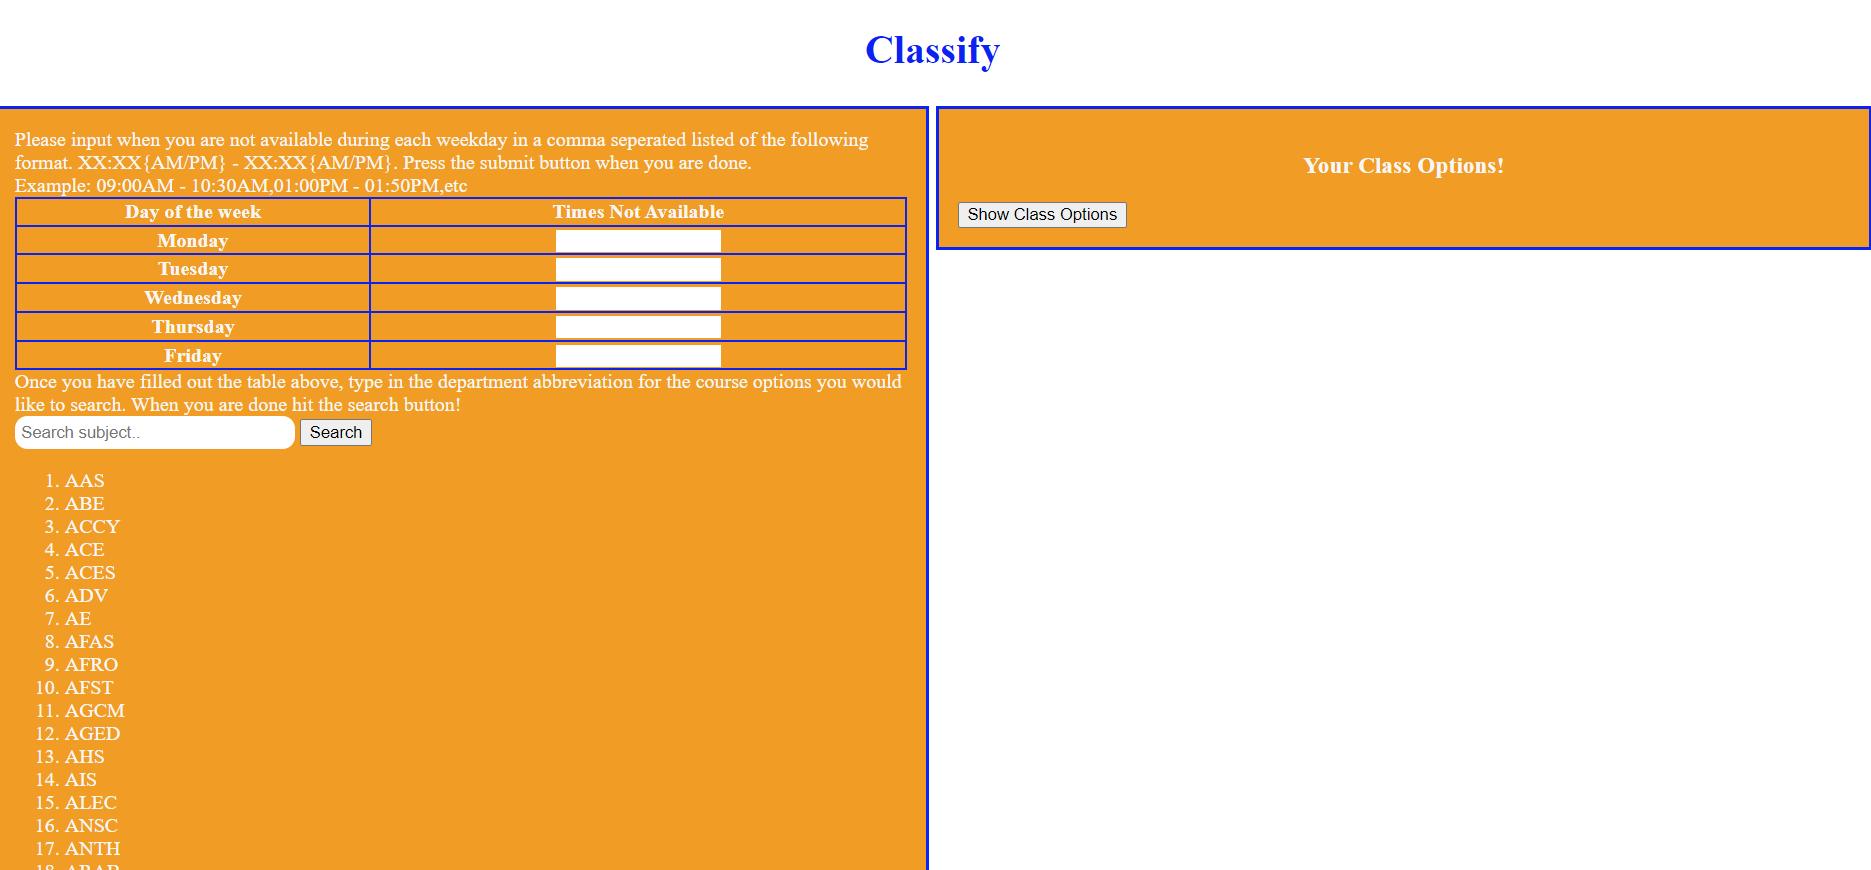 Classify
Please input when you are not available during each weekday in a comma seperated listed of the following
format. XX:XX{AM/PM} - XX:XX{AM/PM}. Press the submit button when you are done.
Example: 09:00AM - 10:30AM,01:00PM - 01:50PM,etc
Day of the week Times Not Available
Monday
Tuesday
Wednesday
Thursday
Friday
Once you have filled out the table above, type in the department abbreviation for the course options you would
like to search. When you are done hit the search button!
Search subject.. Search
1. AAS
2. ABE
3. ACCY
4. ACE
5. ACES
6. ADV
7. AE
8. AFAS
9. AFRO
10. AFST
11. AGCM
12. AGED
13. AHS
14. AIS
15. ALEC
16. ANSC
17. ANTH
Your Class Options!
Show Class Options